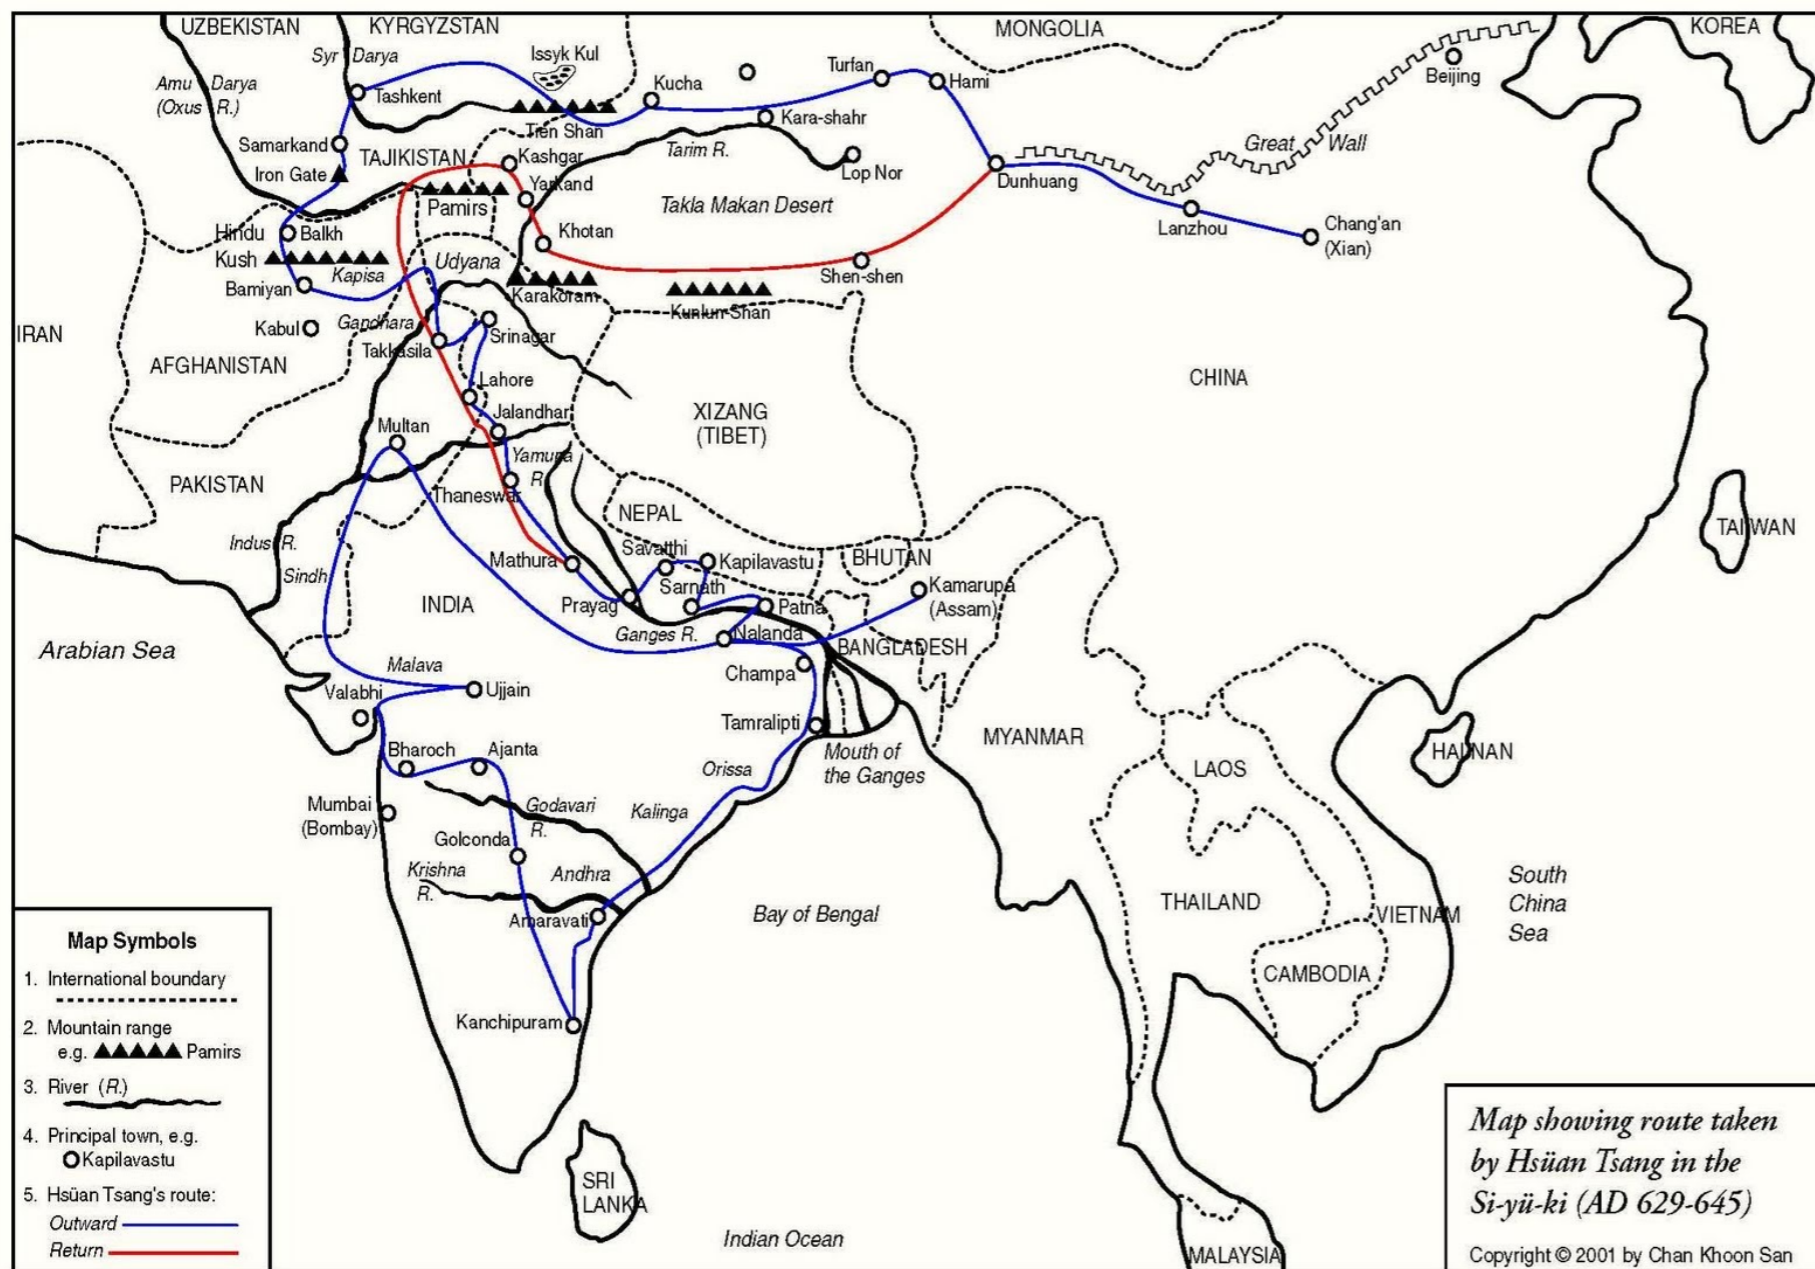 UZBEKISTAN
KYRGYZSTAN
MONGOLIA
KOREA
Syr Darya
Issyk Kul
Amu Darya
(Oxus R.)
Tashkent
Kucha
Turfan
Hami
Beijing
Tien Shan
Kara-shahr
Samarkand
TAJIKISTAN
Kashgar
Tarim R.
Great Wall
Iron Gate
Yarkand
Lop Nor
Dunhuang
Pamirs
Takla Makan Desert
Lanzhou
Chang'an
(Xian)
Hindu
Kush
Balkh
Khotan
Kapisa
Udyana
Shen-shen
Bamiyan
Karakoram
Kunlun Shan
IRAN
Kabul
Gandhara
Takkasila
Srinagar
AFGHANISTAN
Lahore
CHINA
XIZANG
(TIBET)
Multan
Jalandhar
Yamuna
R.
PAKISTAN
Thaneswar
NEPAL
TAIWAN
Indus R.
Mathura
Savatthi
Kapilavastu
BHUTAN
Sindh
Sarnath
Kamarupa
(Assam)
INDIA
Prayag
Patna
Ganges R.
Nalanda
BANGLADESH
Arabian Sea
Malava
Champa
Valabhi
Ujjain
Tamralipti
MYANMAR
Bharoch
Ajanta
Mouth of
the Ganges
Orissa
LAOS
HAINAN
Mumbai
(Bombay)
Godavari
R.
Kalinga
Golconda
Krishna
R.
Andhra
South
China
Sea
THAILAND
VIETNAM
Amaravati
Bay of Bengal
CAMBODIA
Kanchipuram
SRI
LANKA
Indian Ocean
MALAYSIA
Map Symbols
1. International boundary
2. Mountain range
e.g. Pamirs
3. River (R.)
4. Principal town, e.g.
Kapilavastu
5. Hsüan Tsang's route:
Outward
Return
Map showing route taken
by Hsüan Tsang in the
Si-yü-ki (AD 629-645)
Copyright © 2001 by Chan Khoon San